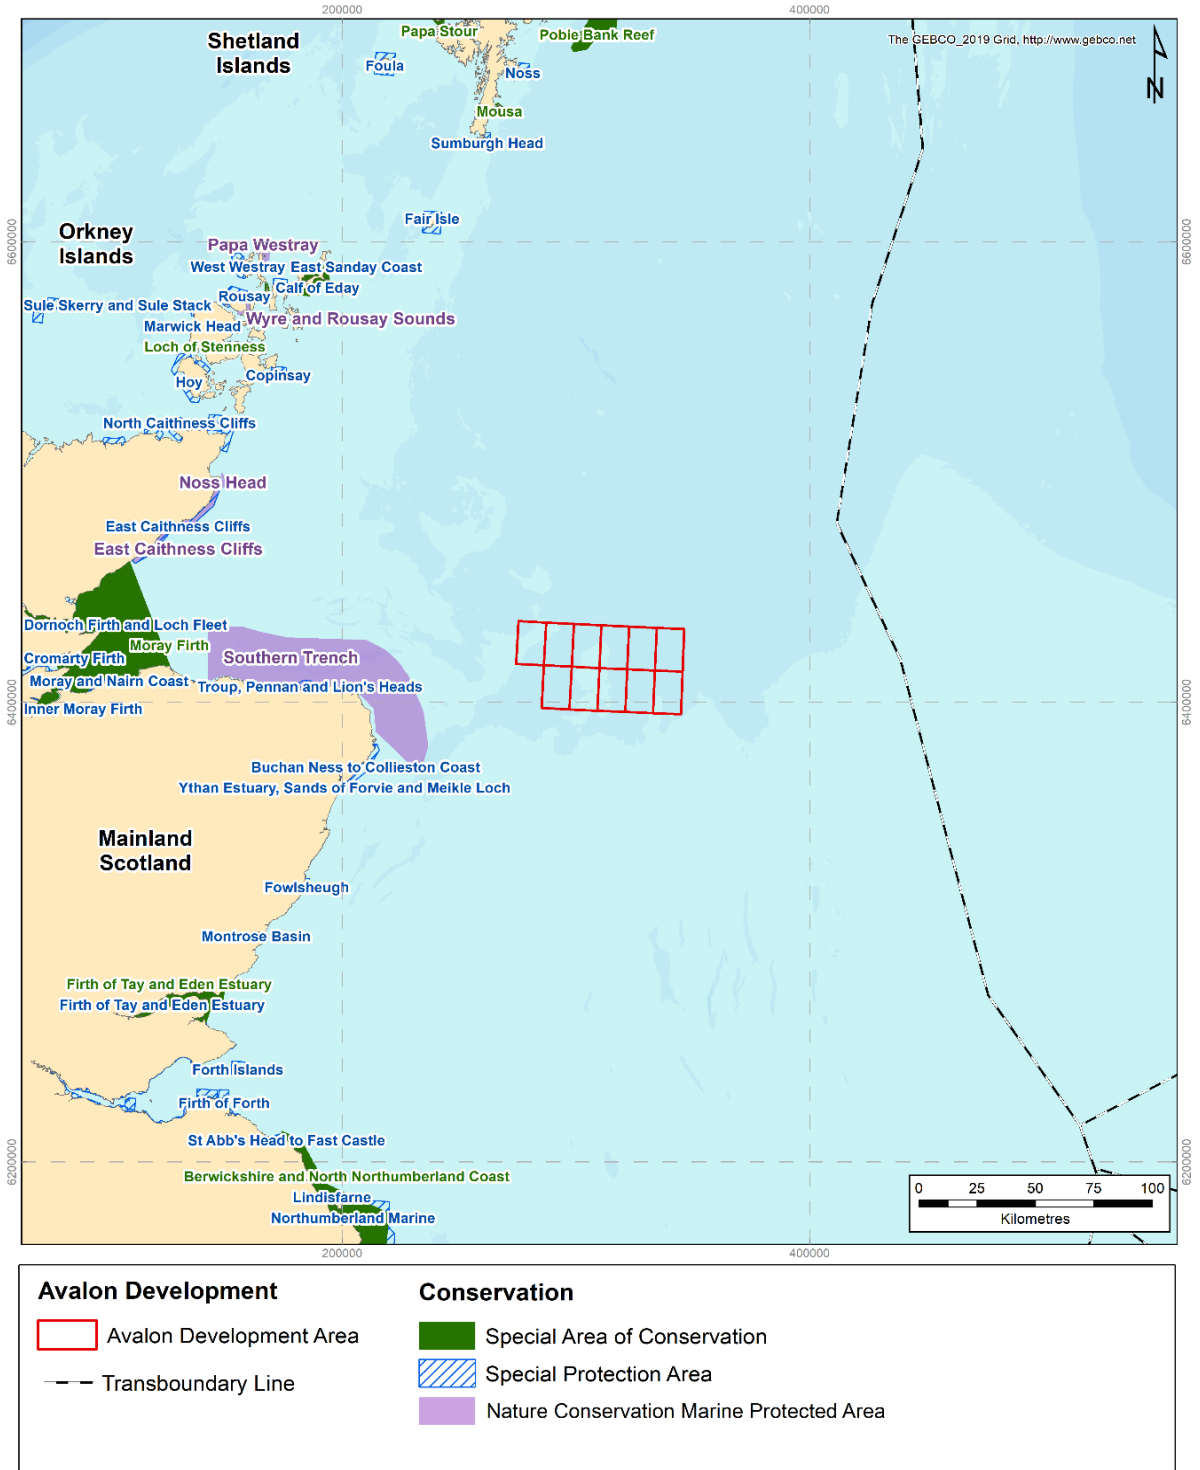 200000
400000
Shetland
Islands
Papa Stour
Pobie Bank Reef
The GEBCO_2019 Grid, http://www.gebco.net
Foula
Noss
N
Mousa
Sumburgh Head
Fair Isle
Orkney
Islands
6600000
6600000
Papa Westray
West Westray
East Sanday Coast
Calf of Eday
Rousay
Sule Skerry and Sule Stack
Wyre and Rousay Sounds
Marwick Head
Loch of Stenness
Hoy
Copinsay
North Caithness Cliffs
Noss Head
East Caithness Cliffs
East Caithness Cliffs
Dornoch Firth and Loch Fleet
Moray Firth
Cromarty Firth
Southern Trench
Moray and Nairn Coast
Troup, Pennan and Lion's Heads
Inner Moray Firth
6400000
6400000
Buchan Ness to Collieston Coast
Ythan Estuary, Sands of Forvie and Meikle Loch
Mainland
Scotland
Fowlsheugh
Montrose Basin
Firth of Tay and Eden Estuary
Firth of Tay and Eden Estuary
Forth Islands
Firth of Forth
St Abb's Head to Fast Castle
6200000
6200000
Berwickshire and North Northumberland Coast
Lindisfarne
Northumberland Marine
0 25 50 75 100
Kilometres
200000
400000
Avalon Development
Avalon Development Area
Transboundary Line
Conservation
Special Area of Conservation
Special Protection Area
Nature Conservation Marine Protected Area